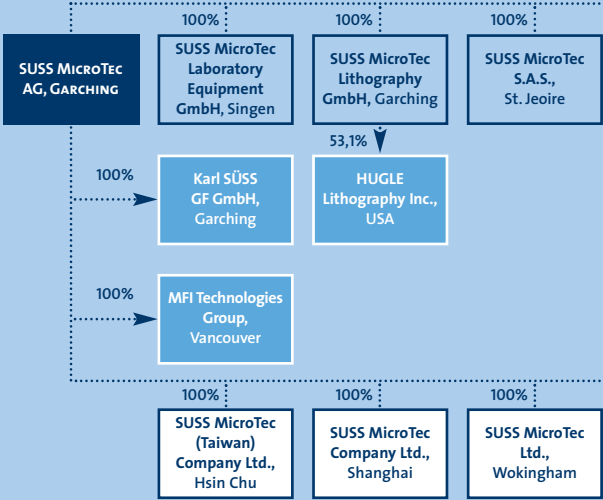 100%
100%
100%
SUSS MICROTEC
AG, GARCHING
SUSS MicroTec
Laboratory
Equipment
GmbH, Singen
SUSS MicroTec
Lithography
GmbH, Garching
SUSS MicroTec
S.A.S.,
St. Jeoire
53,1%
100%
Karl SÜSS
GF GmbH,
Garching
HUGLE
Lithography Inc.,
USA
100%
MFI Technologies
Group,
Vancouver
100%
100%
100%
SUSS MicroTec
(Taiwan)
Company Ltd.,
Hsin Chu
SUSS MicroTec
Company Ltd.,
Shanghai
SUSS MicroTec
Ltd.,
Wokingham